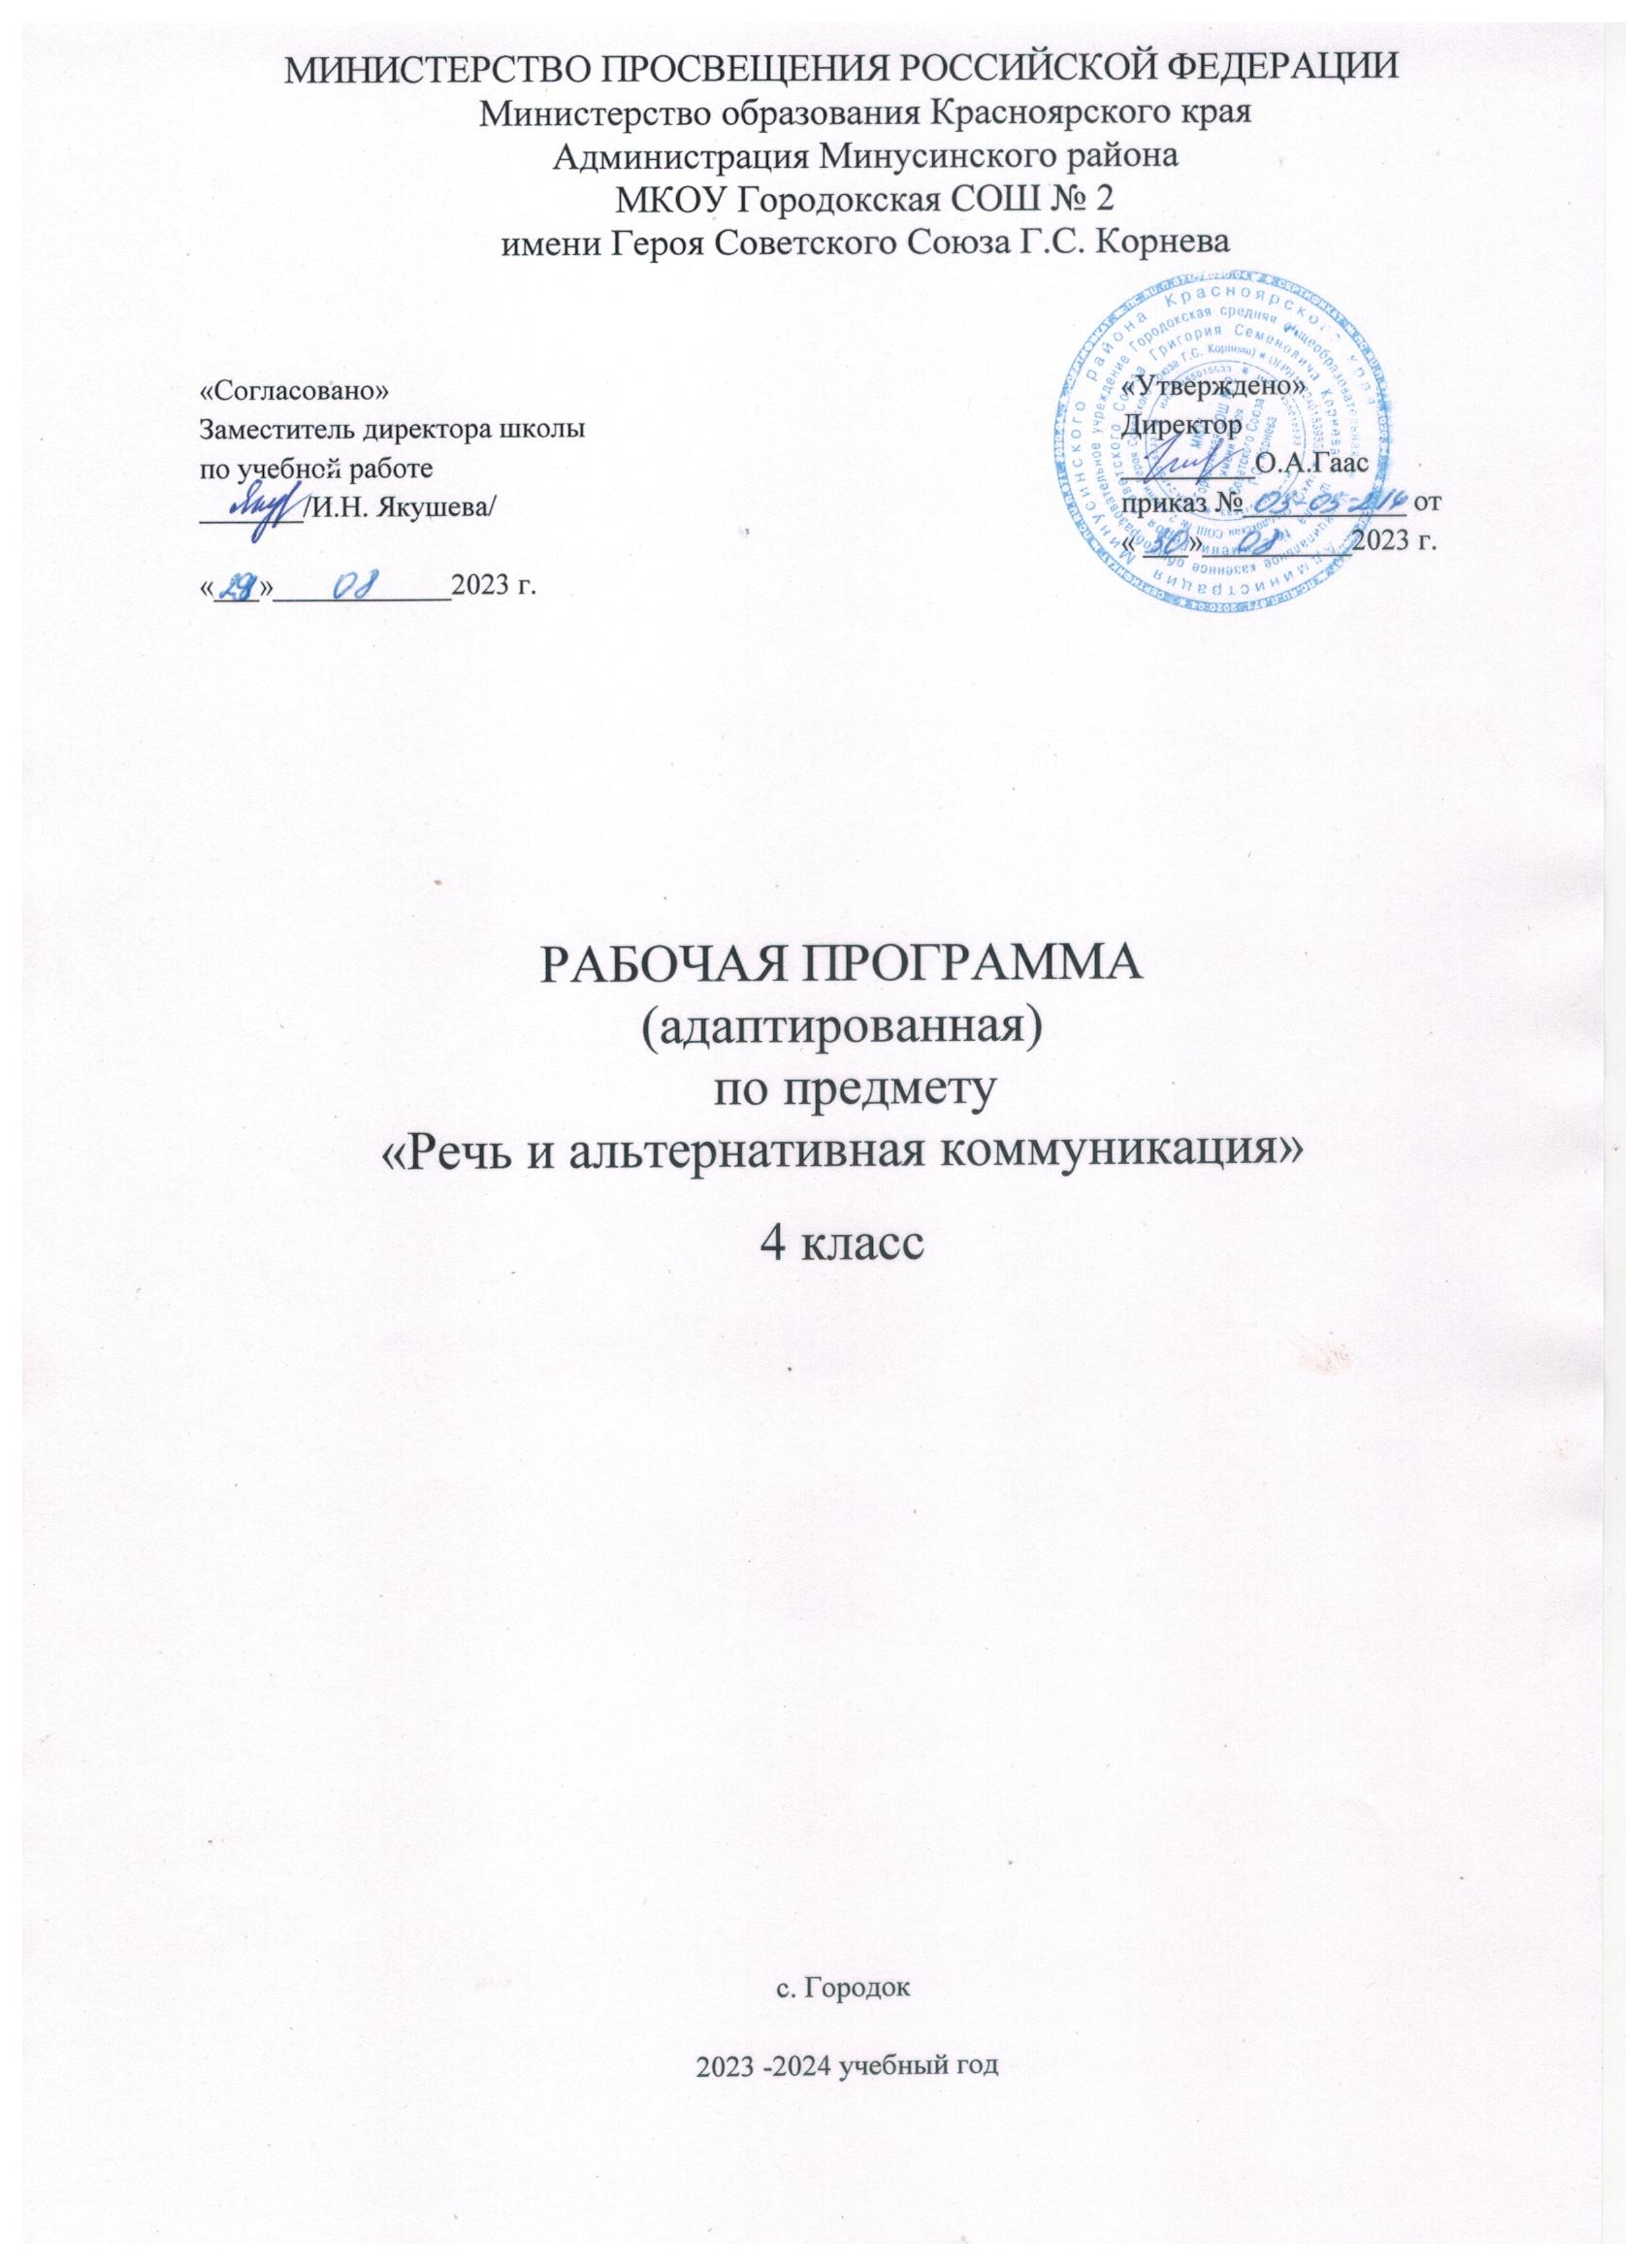 МИНИСТЕРСТВО ПРОСВЕЩЕНИЯ РОССИЙСКОЙ ФЕДЕРАЦИИ
Министерство образования Красноярского края
Администрация Минусинского района
МКОУ Городокская СОШ № 2
имени Героя Советского Союза Г.С. Корнева
«Согласовано»
Заместитель директора школы
по учебной работе
/И.Н. Якушева/
«29» 08 2023 г.
«Утверждено»
Директор
О.А.Гаас
приказ № от
«30» 08 2023 г.
РАБОЧАЯ ПРОГРАММА
(адаптированная)
по предмету
«Речь и альтернативная коммуникация»
4 класс
с. Городок
2023 -2024 учебный год